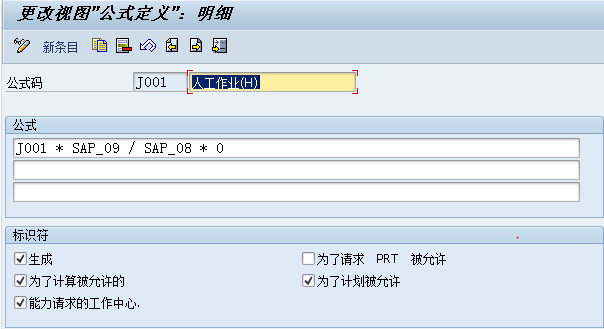 更改视图"公式定义": 明细
新条目
公式码 J001 人工作业(H)
公式
J001 * SAP_09 / SAP_08 * 0
标识符
生成 为了请求 PRT 被允许
为了计算被允许的 为了计划被允许
能力请求的工作中心.